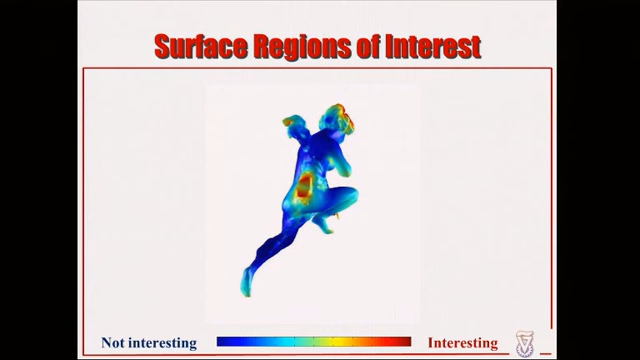 Surface Regions of Interest
Not interesting
Interesting